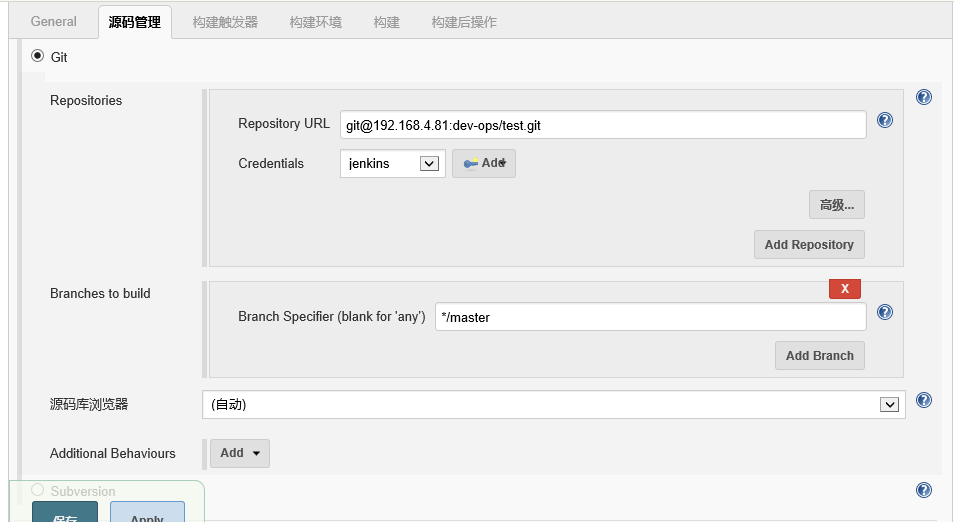 General 源码管理 构建触发器 构建环境 构建 构建后操作
Git
Repositories
Repository URL git@192.168.4.81:dev-ops/test.git
Credentials jenkins Add
高级...
Add Repository
Branches to build
X
Branch Specifier (blank for 'any') */master
Add Branch
源码库浏览器 (自动)
Additional Behaviours Add
Subversion
保存 Apply